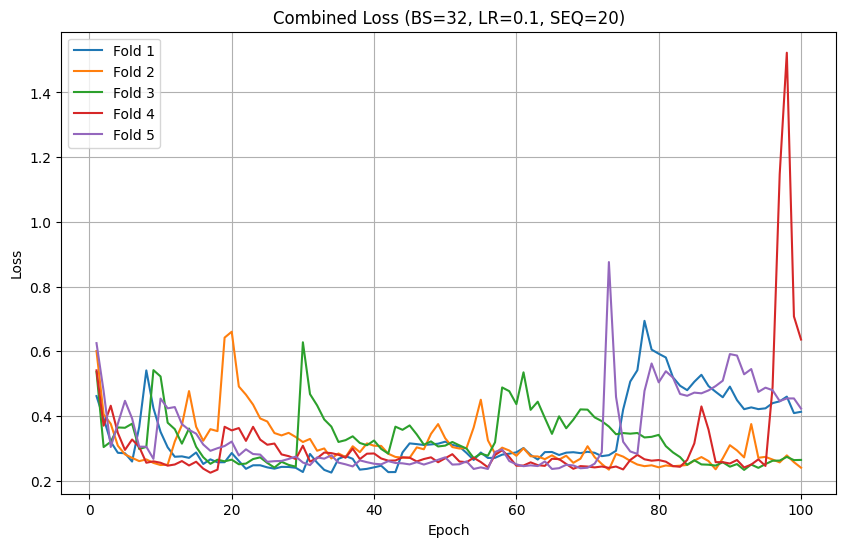 Combined Loss (BS=32, LR=0.1, SEQ=20)
Fold 1
Fold 2
Fold 3
Fold 4
Fold 5
Loss
1.4
1.2
1.0
0.8
0.6
0.4
0.2
0 20 40 60 80 100
Epoch